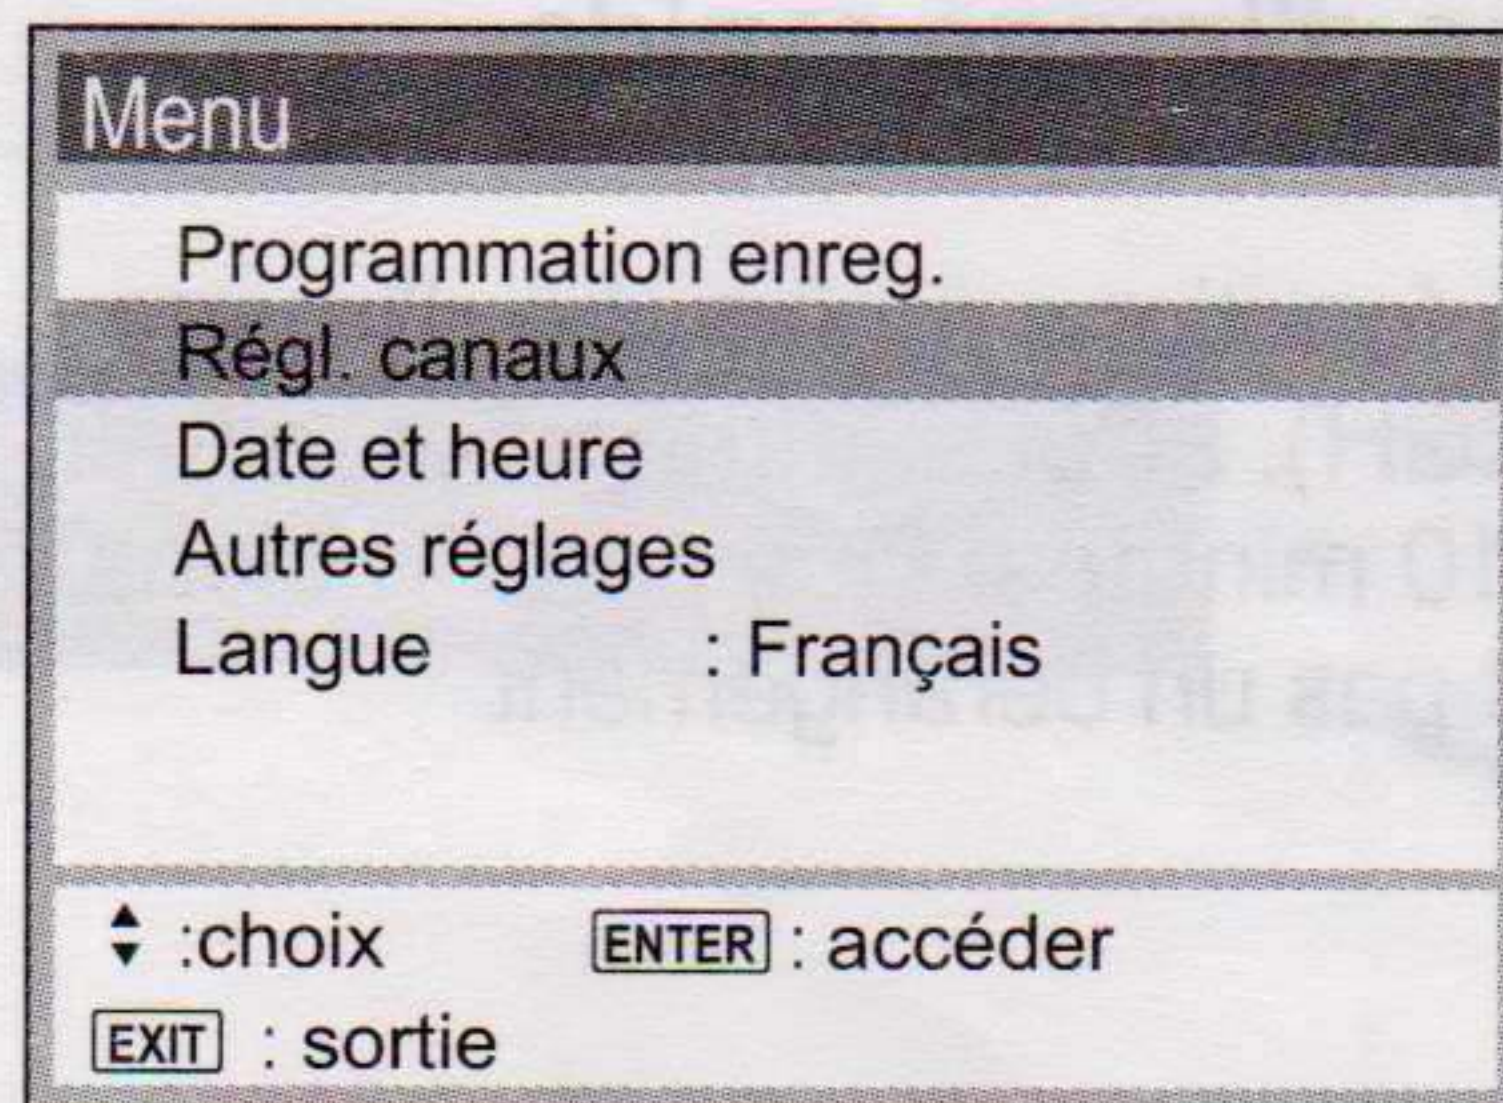 Menu
Programmation enreg.
Régl. canaux
Date et heure
Autres réglages
Langue : Français
:choix ENTER : accéder
EXIT : sortie